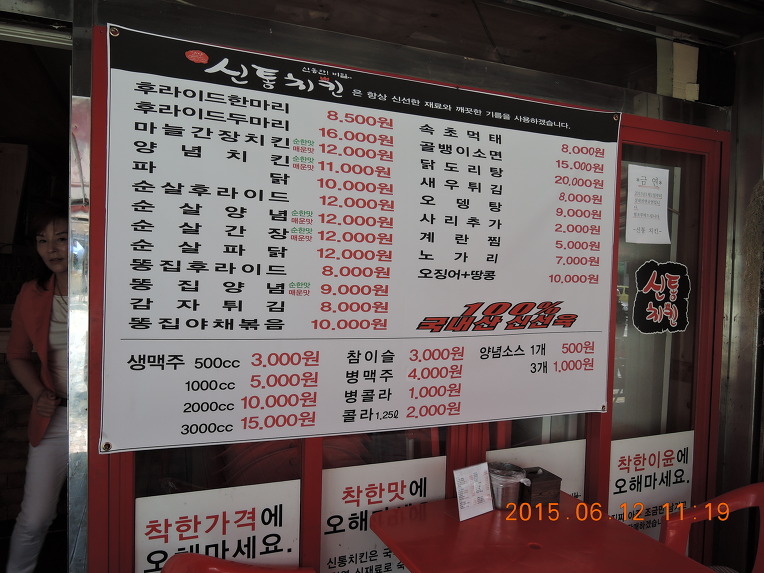 신통치킨 은 항상 신선한 재료와 깨끗한 기름을 사용하겠습니다.
후라이드한마리 8.500원
후라이드두마리 16.000원
마늘간장치킨 순한맛 매운맛 12.000원
양념치킨 순한맛 매운맛 11.000원
파닭 10.000원
순살후라이드 12.000원
순살양념 순한맛 매운맛 12.000원
순살간장 순한맛 매운맛 12.000원
순살파닭 12.000원
똥집후라이드 8.000원
똥집양념 순한맛 매운맛 9.000원
감자튀김 8.000원
똥집야채볶음 10.000원
속초먹태 8,000원
골뱅이소면 15.000원
닭도리탕 20,000원
새우튀김 8,000원
오뎅탕 9,000원
사리추가 2,000원
계란찜 5,000원
노가리 7,000원
오징어+땅콩 10,000원
100%
국내산 신선육
생맥주 500cc 3.000원
1000cc 5.000원
2000cc 10.000원
3000cc 15.000원
참이슬 3,000원
병맥주 4.000원
병콜라 1.000원
콜라 1,25ℓ 2,000원
양념소스 1개 500원
3개 1,000원
*금연*
-신통 치킨-
신통
치킨
착한가격에
오해마세요.
착한맛에
오해마
신통치킨은
착한이윤에
오해마세요.
2015.06.12 11:19